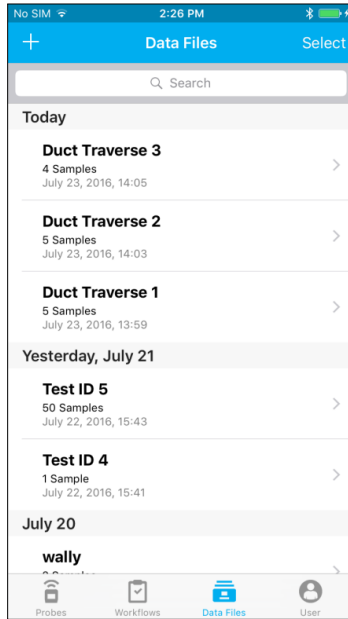 No SIM 2:26 PM
+ Data Files Select
Search
Today
Duct Traverse 3
4 Samples
July 23, 2016, 14:05
Duct Traverse 2
5 Samples
July 23, 2016, 14:03
Duct Traverse 1
5 Samples
July 23, 2016, 13:59
Yesterday, July 21
Test ID 5
50 Samples
July 22, 2016, 15:43
Test ID 4
1 Sample
July 22, 2016, 15:41
July 20
wally
Probes Workflows Data Files User